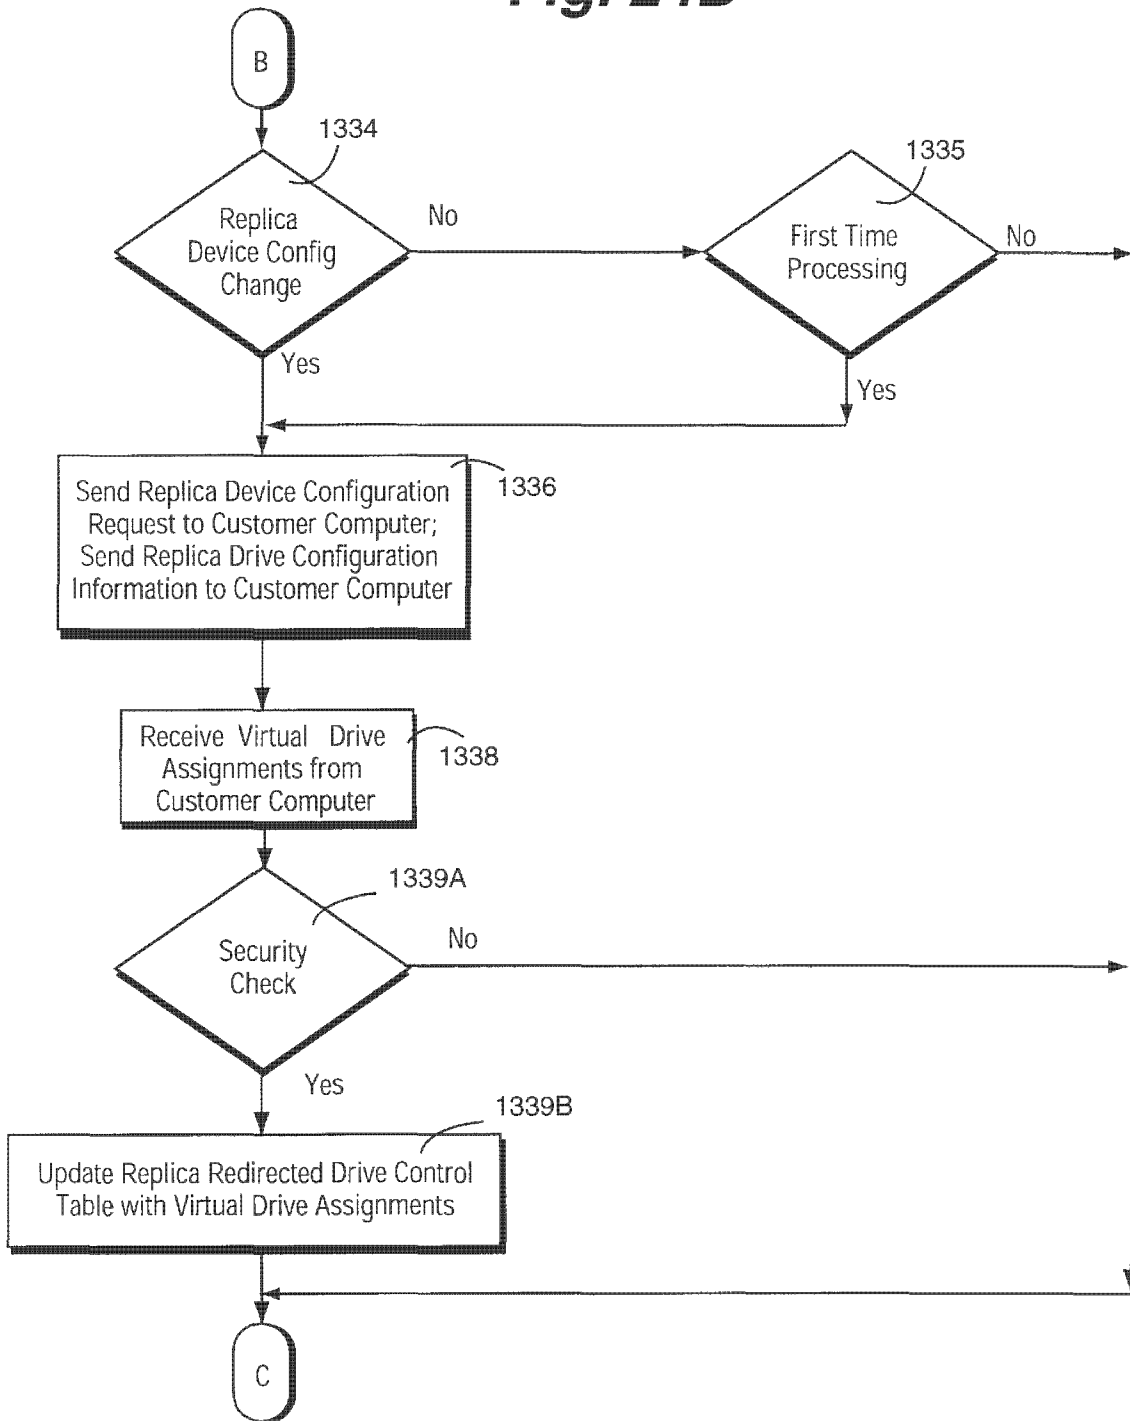 B
1334
Replica
Device Config
Change
No
Yes
1335
First Time
Processing
No
Yes
1336
Send Replica Device Configuration
Request to Customer Computer;
Send Replica Drive Configuration
Information to Customer Computer
1338
Receive Virtual Drive
Assignments from
Customer Computer
1339A
Security
Check
No
Yes
1339B
Update Replica Redirected Drive Control
Table with Virtual Drive Assignments
C